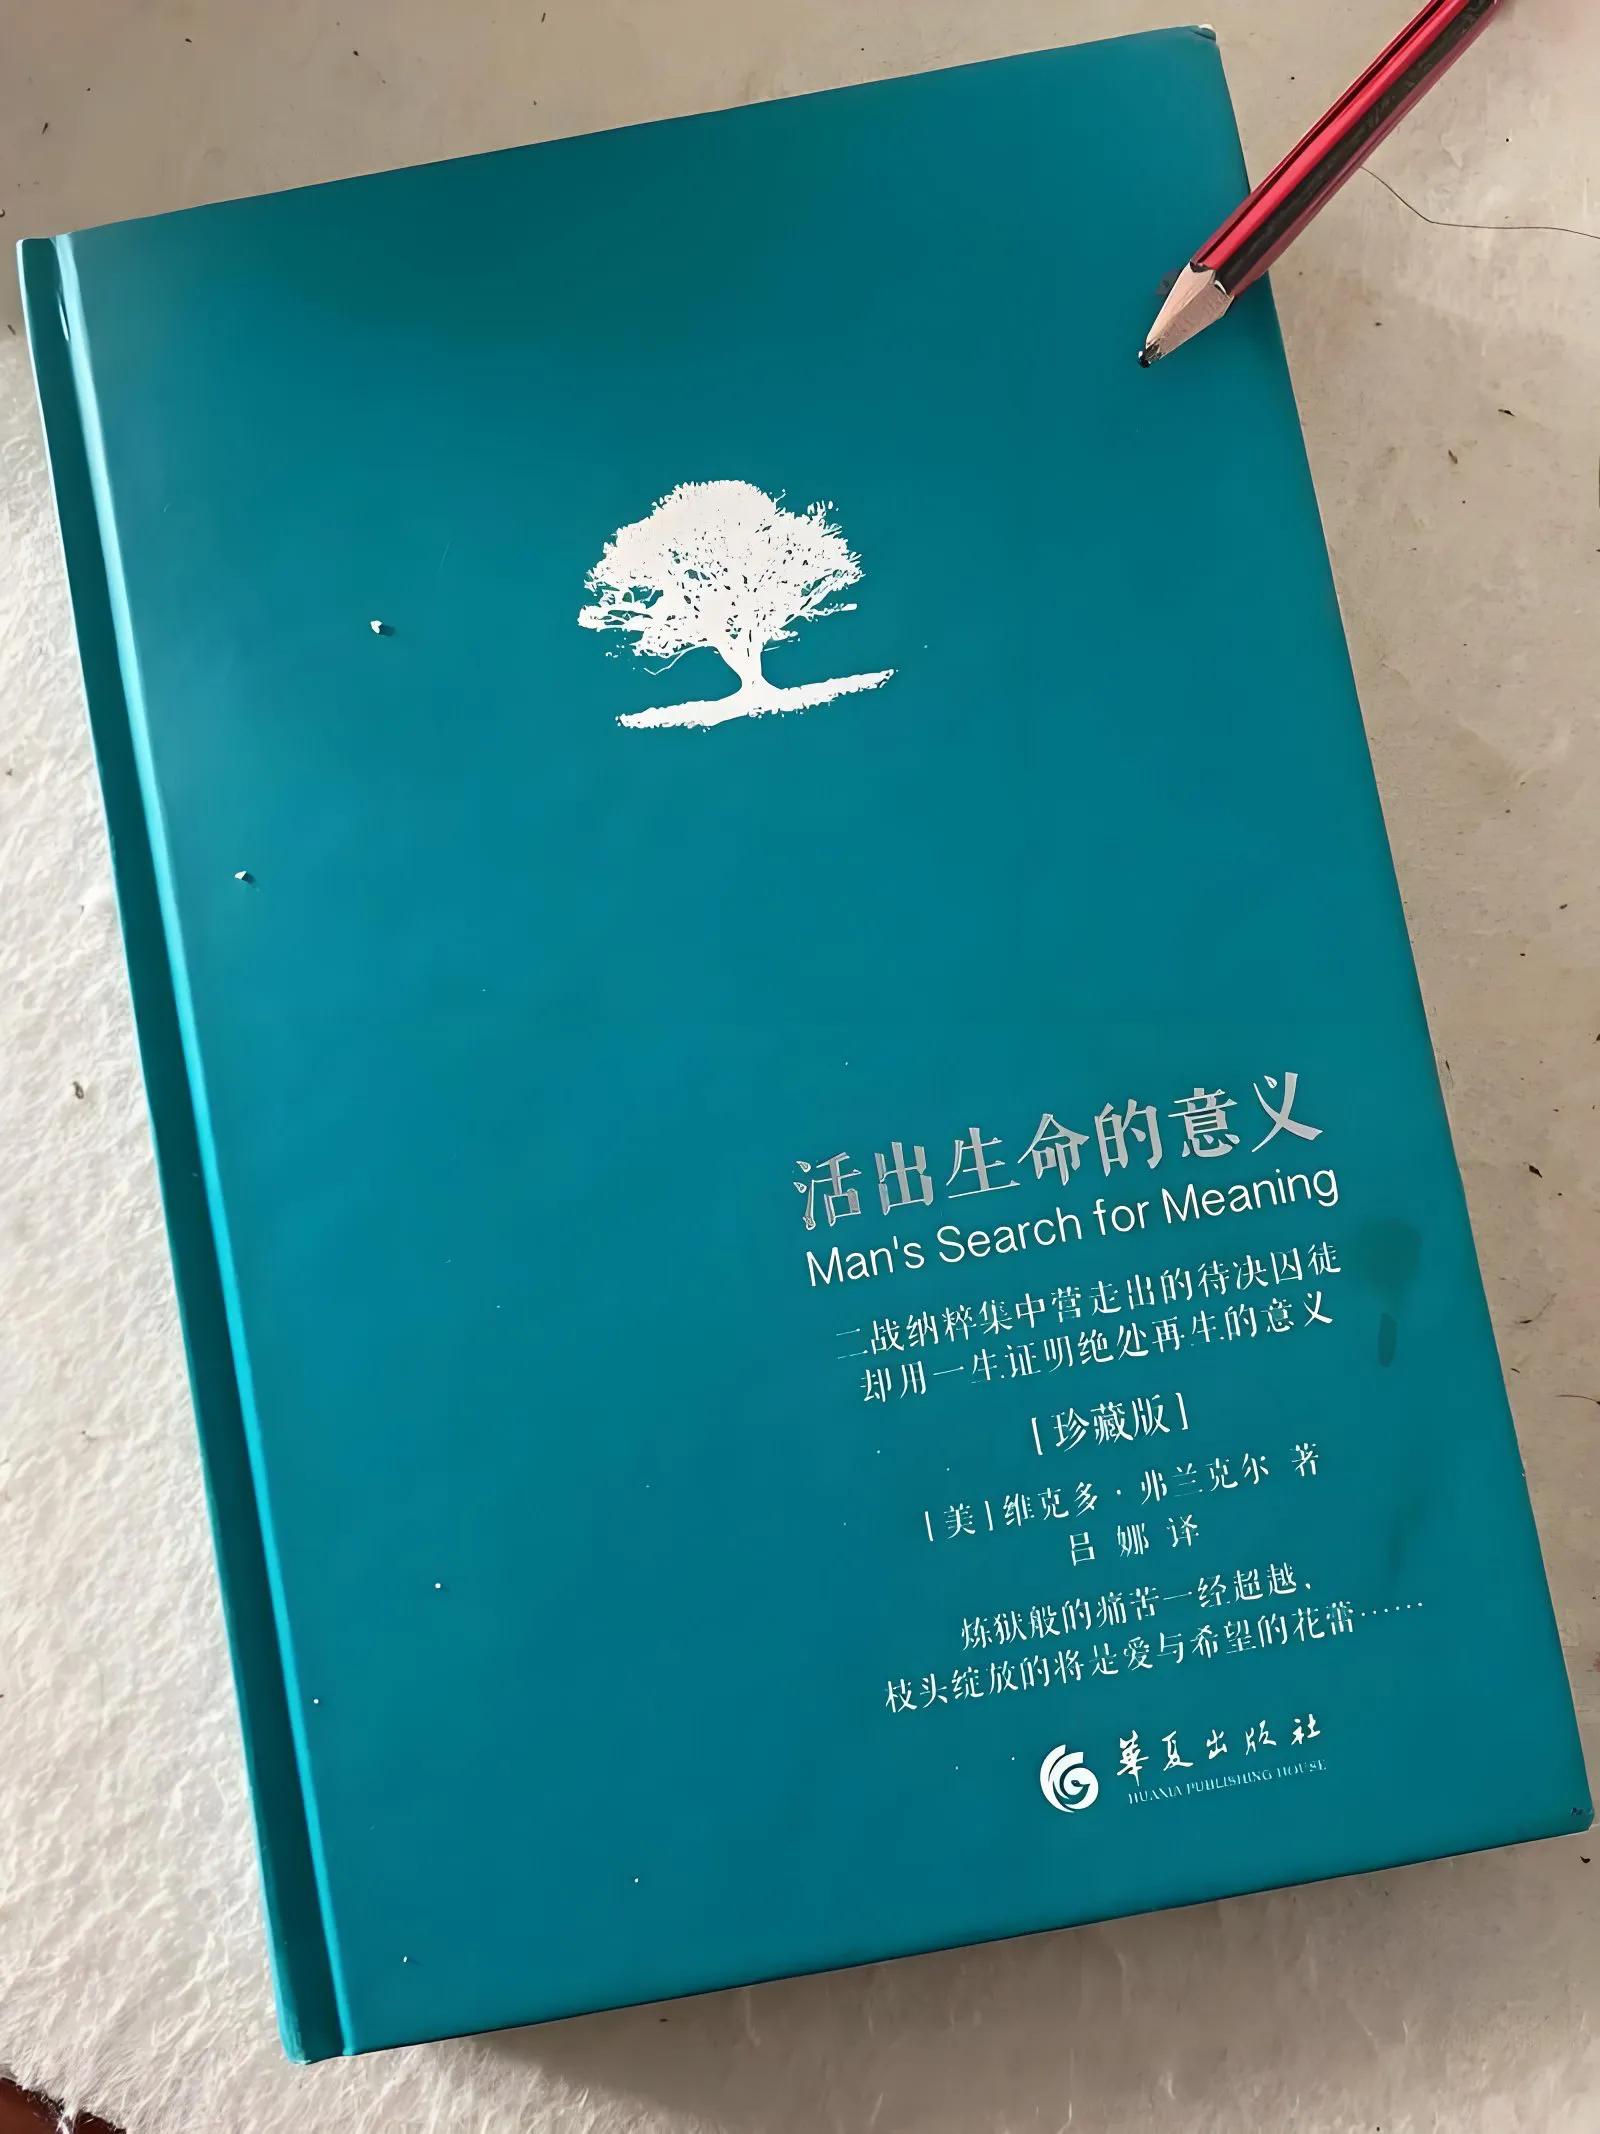 活出生命的意义
Man's Search for Meaning
二战纳粹集中营走出的待决囚徒
却用一生证明绝处再生的意义
[珍藏版]
[美]维克多·弗兰克尔 著
吕娜 译
炼狱般的痛苦一经超越，
枝头绽放的将是爱与希望的花蕾……
華夏出版社
HUAXIA PUBLISHING HOUSE